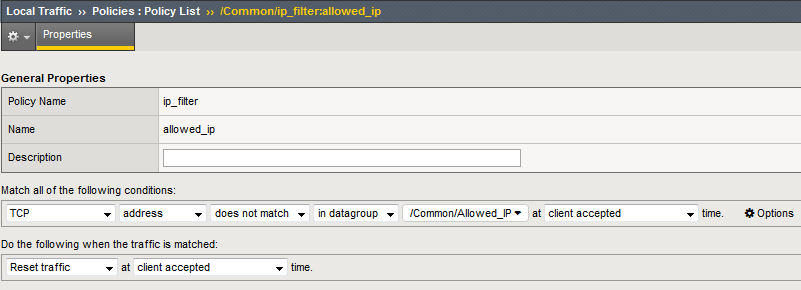 Local Traffic ›› Policies : Policy List ›› /Common/ip_filter:allowed_ip
Properties
General Properties
Policy Name ip_filter
Name allowed_ip
Description
Match all of the following conditions:
TCP address does not match in datagroup /Common/Allowed_IP at client accepted time. Options
Do the following when the traffic is matched:
Reset traffic at client accepted time.